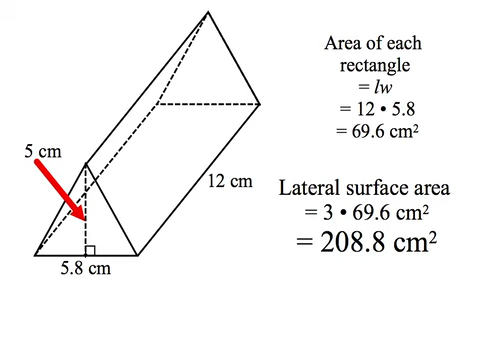 Area of each
rectangle
= lw
= 12 • 5.8
= 69.6 cm²
5 cm
12 cm
Lateral surface area
= 3 • 69.6 cm²
= 208.8 cm²
5.8 cm